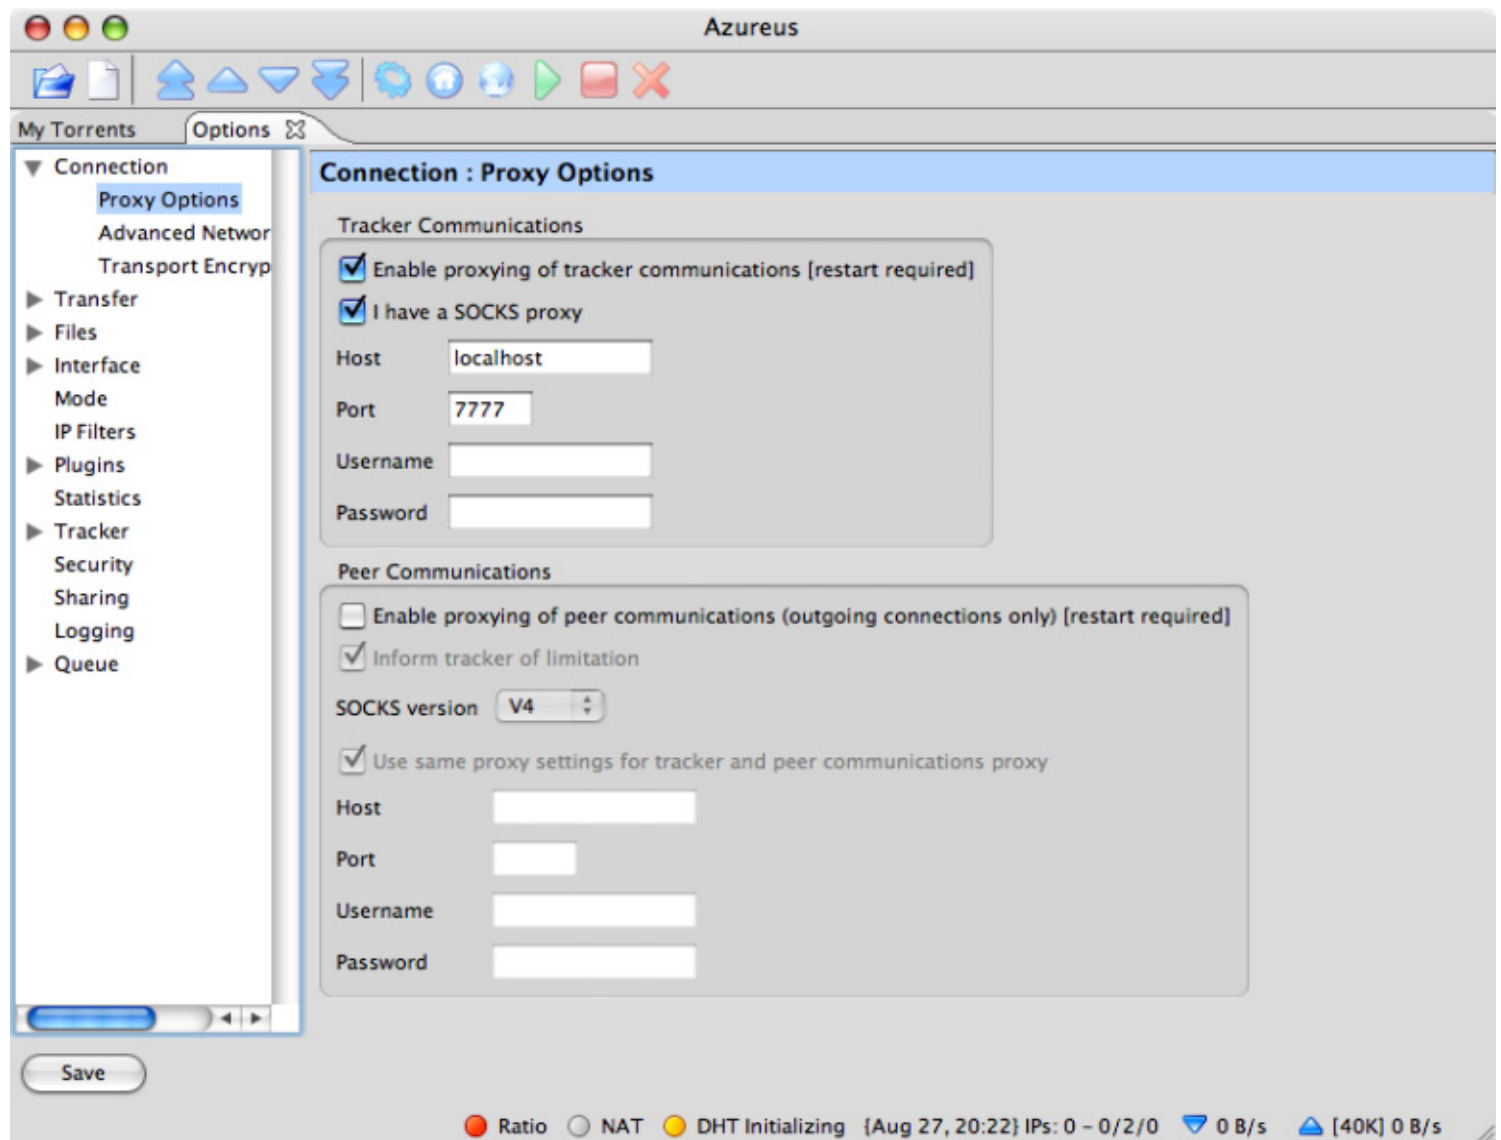 Azureus
My Torrents
Options
Connection
Proxy Options
Advanced Networ
Transport Encryp
Transfer
Files
Interface
Mode
IP Filters
Plugins
Statistics
Tracker
Security
Sharing
Logging
Queue
Connection : Proxy Options
Tracker Communications
Enable proxying of tracker communications [restart required]
I have a SOCKS proxy
Host localhost
Port 7777
Username
Password
Peer Communications
Enable proxying of peer communications (outgoing connections only) [restart required]
Inform tracker of limitation
SOCKS version V4
Use same proxy settings for tracker and peer communications proxy
Host
Port
Username
Password
Save
Ratio NAT DHT Initializing {Aug 27, 20:22} IPs: 0 - 0/2/0 0 B/s [40K] 0 B/s